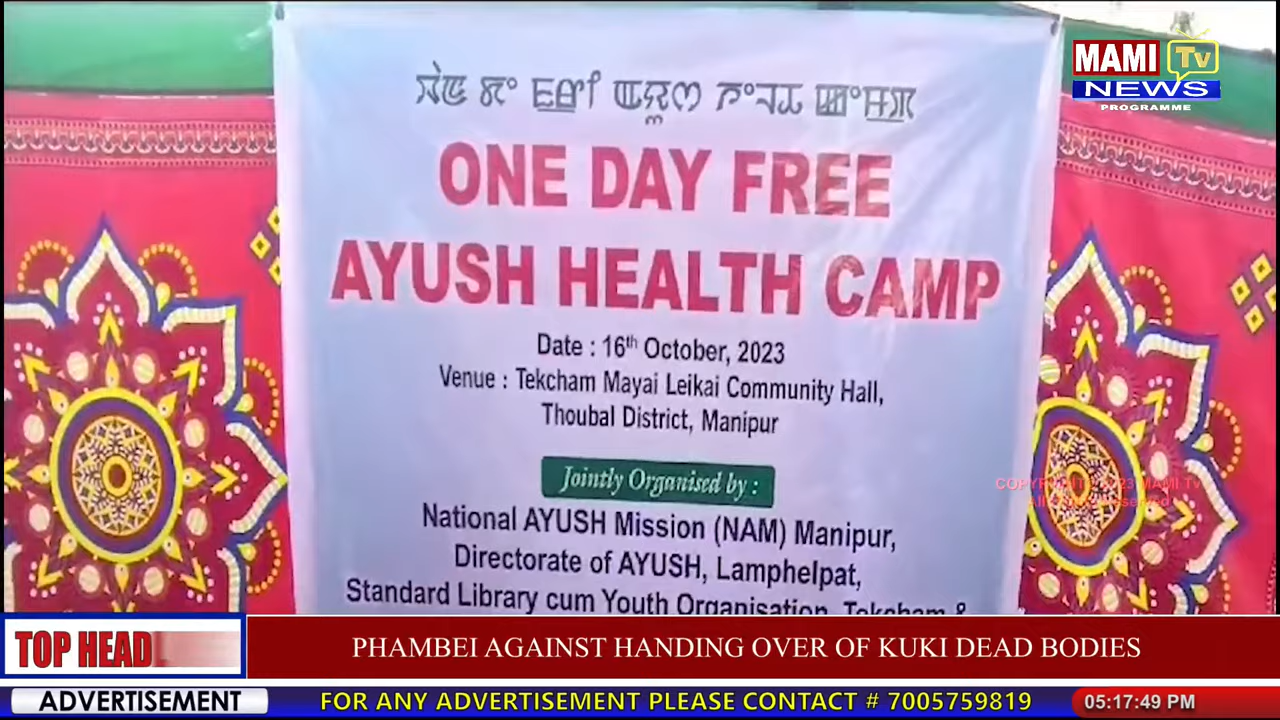 MAMI Tv
NEWS
PROGRAMME
ONE DAY FREE
AYUSH HEALTH CAMP
Date : 16th October, 2023
Venue : Tekcham Mayai Leikai Community Hall,
Thoubal District, Manipur
Jointly Organised by :
National AYUSH Mission (NAM) Manipur,
Directorate of AYUSH, Lamphelpat,
Standard Library cum Youth Organisation, Tekcham &
MAMI Tv
TOP HEAD
PHAMBEI AGAINST HANDING OVER OF KUKI DEAD BODIES
ADVERTISEMENT
FOR ANY ADVERTISEMENT PLEASE CONTACT # 7005759819
05:17:49 PM